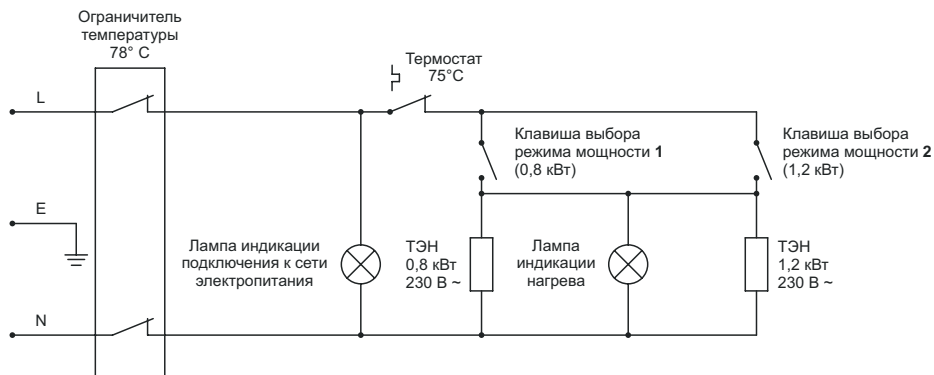 Ограничитель
температуры
78° C
Термостат
75°C
L
Клавиша выбора
режима мощности 1
(0,8 кВт)
Клавиша выбора
режима мощности 2
(1,2 кВт)
E
Лампа индикации
подключения к сети
электропитания
ТЭН
0,8 кВт
230 В ~
Лампа
индикации
нагрева
ТЭН
1,2 кВт
230 В ~
N